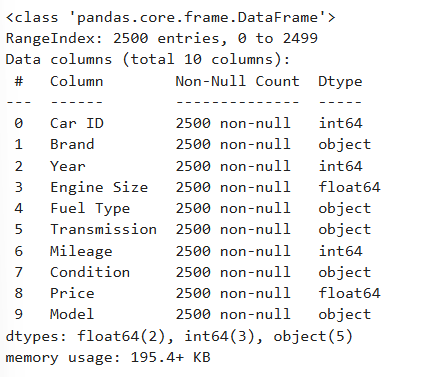 <class 'pandas.core.frame.DataFrame'>
RangeIndex: 2500 entries, 0 to 2499
Data columns (total 10 columns):
 #   Column        Non-Null Count  Dtype
---  ------        --------------  -----
 0   Car ID        2500 non-null   int64
 1   Brand         2500 non-null   object
 2   Year          2500 non-null   int64
 3   Engine Size   2500 non-null   float64
 4   Fuel Type     2500 non-null   object
 5   Transmission  2500 non-null   object
 6   Mileage       2500 non-null   int64
 7   Condition     2500 non-null   object
 8   Price         2500 non-null   float64
 9   Model         2500 non-null   object
dtypes: float64(2), int64(3), object(5)
memory usage: 195.4+ KB